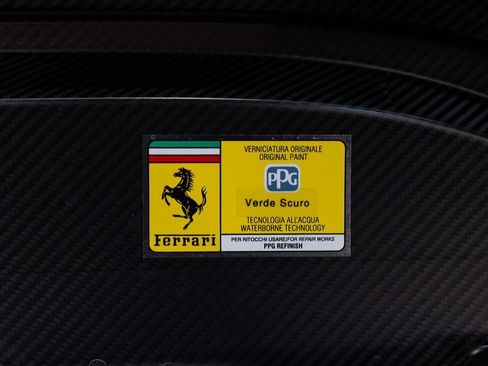 VERNICIATURA ORIGINALE
ORIGINAL PAINT
PPG
Verde Scuro
TECNOLOGIA ALL'ACQUA
WATERBORNE TECHNOLOGY
Ferrari
PER RITOCCHI USARE/FOR REPAIR WORKS
PPG REFINISH